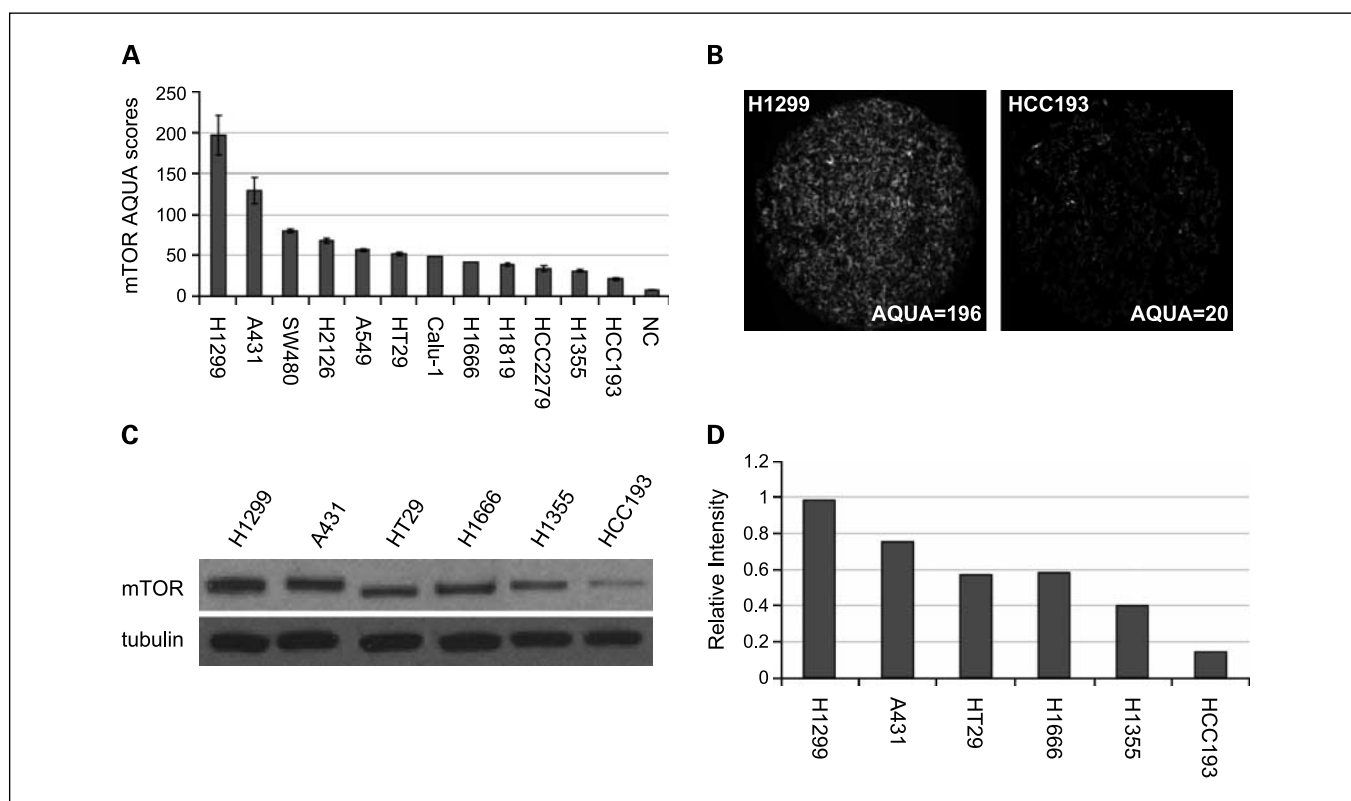 A
mTOR AQUA scores
250
200
150
100
50
0
H1299
A431
SW480
H2126
A549
HT29
Calu-1
H1666
H1819
HCC2279
H1355
HCC193
NC
B
H1299
AQUA=196
HCC193
AQUA=20
C
H1299
A431
HT29
H1666
H1355
HCC193
mTOR
tubulin
D
Relative Intensity
1.2
1
0.8
0.6
0.4
0.2
0
H1299
A431
HT29
H1666
H1355
HCC193